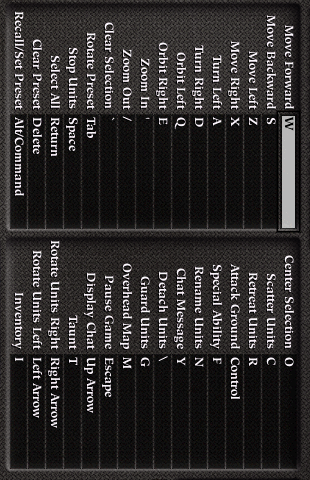 Move Forward W
Move Backward S
Move Left Z
Move Right X
Turn Left A
Turn Right D
Orbit Left Q
Orbit Right E
Zoom In '
Zoom Out /
Clear Selection `
Rotate Preset Tab
Stop Units Space
Select All Return
Clear Preset Delete
Recall/Set Preset Alt/Command
Center Selection O
Scatter Units C
Retreat Units R
Attack Ground Control
Special Ability F
Rename Units N
Chat Message Y
Detach Units \
Guard Units G
Overhead Map M
Pause Game Escape
Display Chat Up Arrow
Taunt T
Rotate Units Right Right Arrow
Rotate Units Left Left Arrow
Inventory I